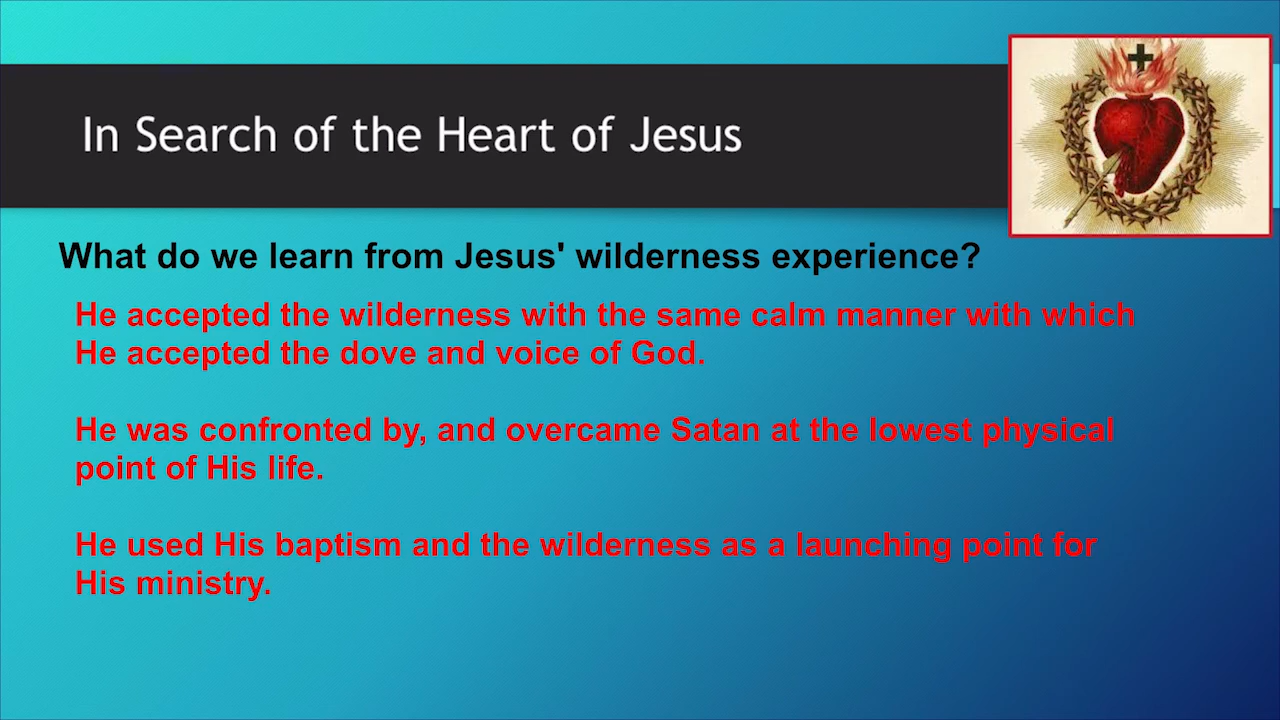 In Search of the Heart of Jesus
What do we learn from Jesus' wilderness experience?
He accepted the wilderness with the same calm manner with which
He accepted the dove and voice of God.
He was confronted by, and overcame Satan at the lowest physical
point of His life.
He used His baptism and the wilderness as a launching point for
His ministry.